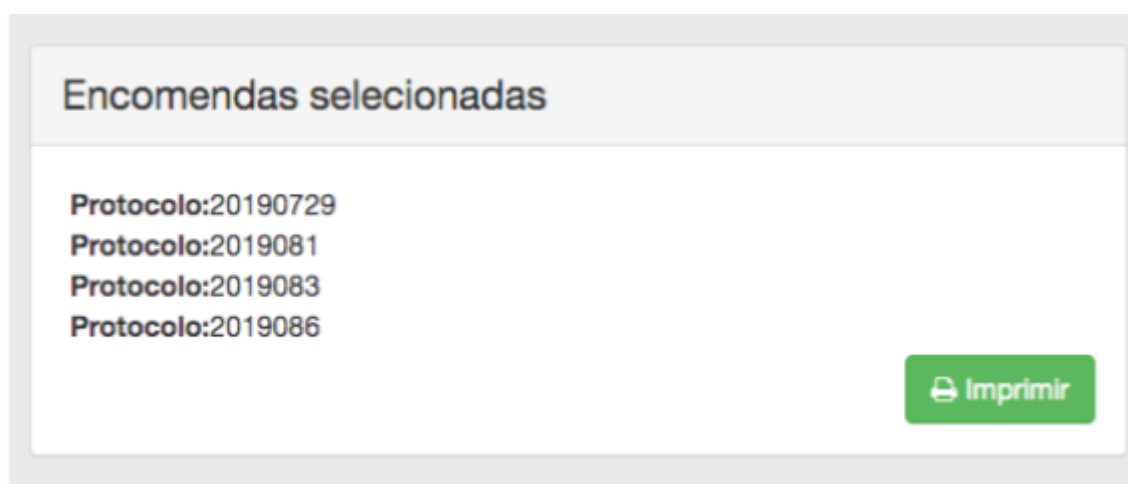 Encomendas selecionadas
Protocolo:20190729
Protocolo:2019081
Protocolo:2019083
Protocolo:2019086
Imprimir